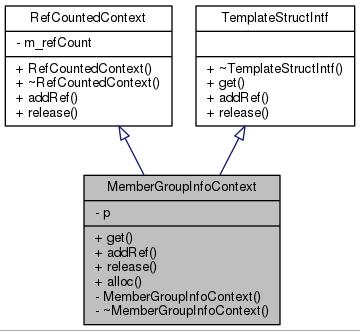 RefCountedContext
- m_refCount
+ RefCountedContext()
+ ~RefCountedContext()
+ addRef()
+ release()
TemplateStructIntf
+ ~TemplateStructIntf()
+ get()
+ addRef()
+ release()
MemberGroupInfoContext
- p
+ get()
+ addRef()
+ release()
+ alloc()
- MemberGroupInfoContext()
- ~MemberGroupInfoContext()